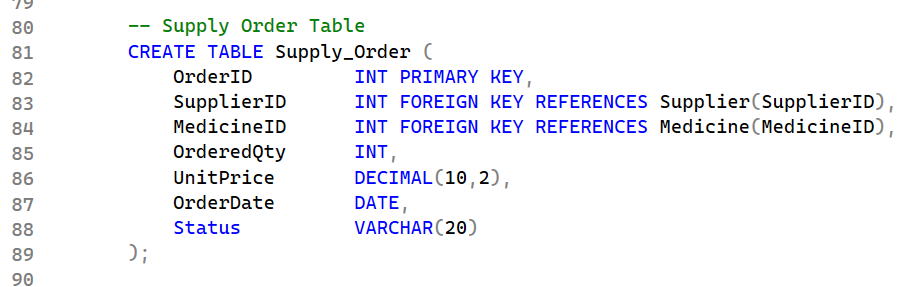 79
80 -- Supply Order Table
81 CREATE TABLE Supply_Order (
82 OrderID INT PRIMARY KEY,
83 SupplierID INT FOREIGN KEY REFERENCES Supplier(SupplierID),
84 MedicineID INT FOREIGN KEY REFERENCES Medicine(MedicineID),
85 OrderedQty INT,
86 UnitPrice DECIMAL(10,2),
87 OrderDate DATE,
88 Status VARCHAR(20)
89 );
90